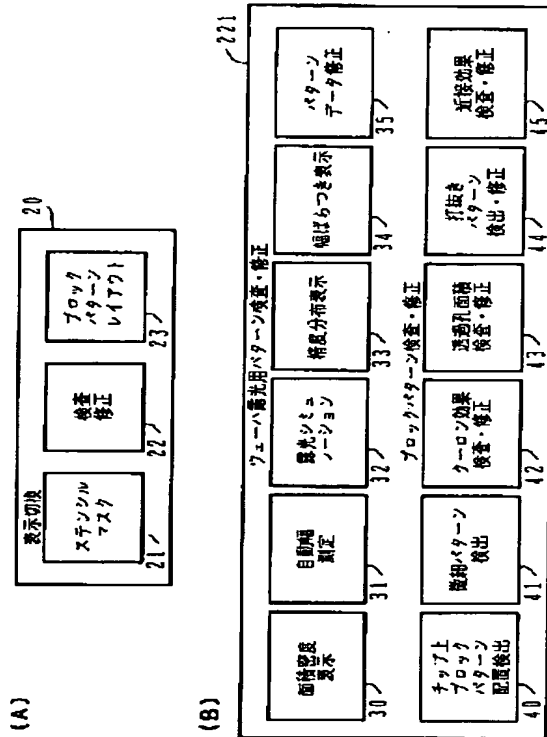 (A)
20
表示切換
ステンシル
マスク
21
検査
修正
22
ブロック
パターン
レイアウト
23
(B)
221
ウェーハ露光用パターン検査・修正
面積密度
表示
30
自動幅
測定
31
露光シミュ
レーション
32
精度分布表示
33
幅ばらつき表示
34
パターン
データ修正
35
ブロックパターン検査・修正
チップ上
ブロック
パターン
配置検出
40
微細パターン
検出
41
クーロン効果
検査・修正
42
透過孔面積
検査・修正
43
打抜き
パターン
検出・修正
44
近接効果
検査・修正
45